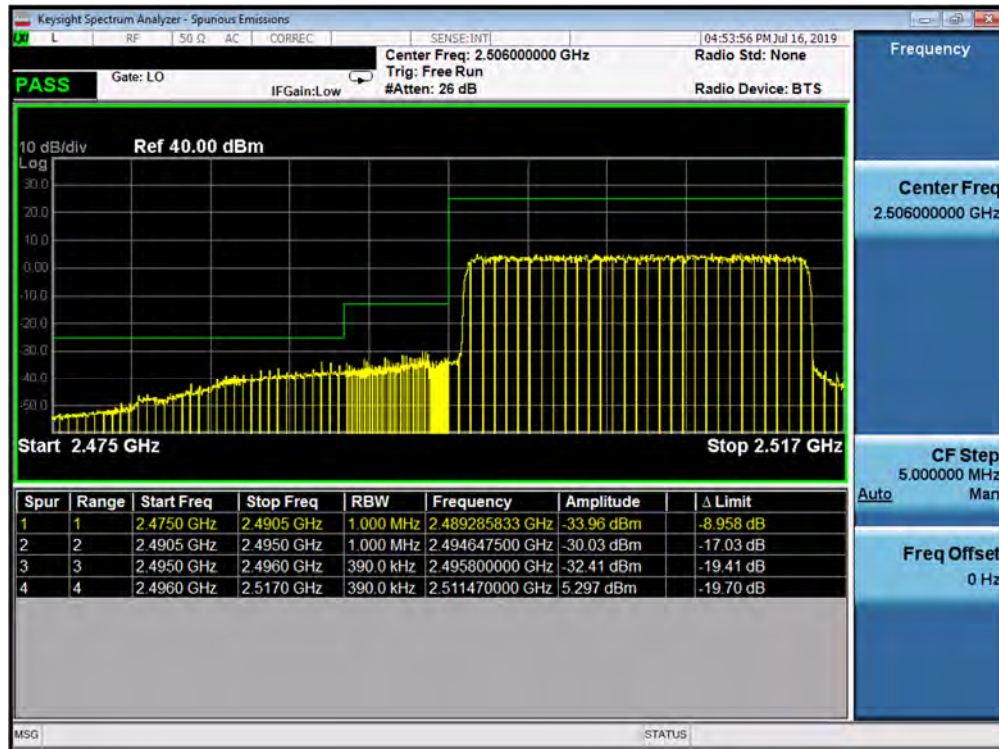 Keysight Spectrum Analyzer - Spurious Emissions
LXI L RF 50 Ω AC CORREC SENSE:INT 04:53:56 PM Jul 16, 2019
Center Freq: 2.506000000 GHz Radio Std: None
PASS Gate: LO Trig: Free Run
IFGain:Low #Atten: 26 dB Radio Device: BTS
10 dB/div Ref 40.00 dBm
Log
30.0
20.0
10.0
0.00
-10.0
-20.0
-30.0
-40.0
-50.0
Start 2.475 GHz Stop 2.517 GHz
Spur Range Start Freq Stop Freq RBW Frequency Amplitude Δ Limit
1 1 2.4750 GHz 2.4905 GHz 1.000 MHz 2.489285833 GHz -33.96 dBm -8.958 dB
2 2 2.4905 GHz 2.4950 GHz 1.000 MHz 2.494647500 GHz -30.03 dBm -17.03 dB
3 3 2.4950 GHz 2.4960 GHz 390.0 kHz 2.495800000 GHz -32.41 dBm -19.41 dB
4 4 2.4960 GHz 2.5170 GHz 390.0 kHz 2.511470000 GHz 5.297 dBm -19.70 dB
MSG STATUS
Frequency
Center Freq
2.506000000 GHz
CF Step
5.000000 MHz
Auto Man
Freq Offset
0 Hz